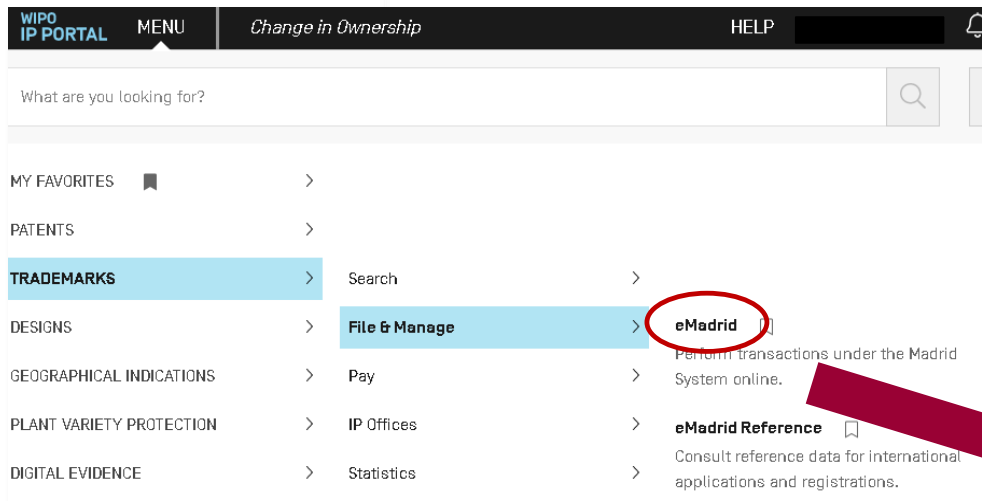 WIPO
IP PORTAL
MENU
Change in Ownership
HELP
What are you looking for?
MY FAVORITES
PATENTS
TRADEMARKS
DESIGNS
GEOGRAPHICAL INDICATIONS
PLANT VARIETY PROTECTION
DIGITAL EVIDENCE
Search
File & Manage
Pay
IP Offices
Statistics
eMadrid
Perform transactions under the Madrid
System online.
eMadrid Reference
Consult reference data for international
applications and registrations.